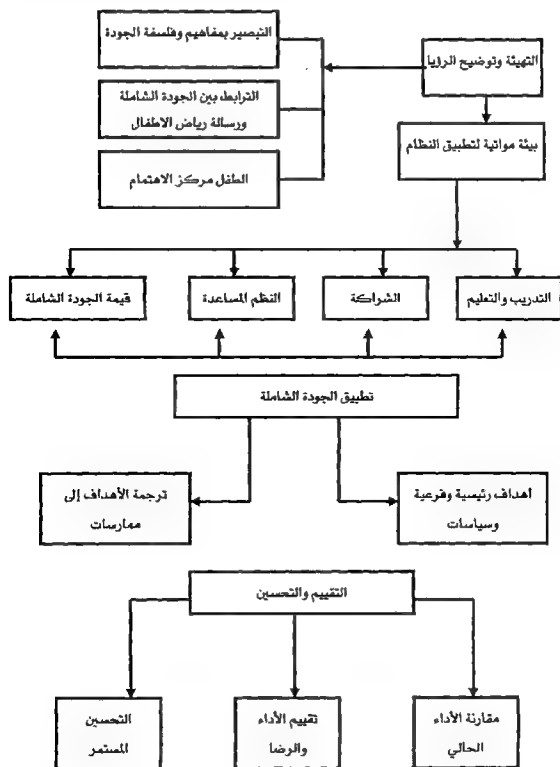 التهيئة وتوضيح الرؤيا
التبصير بمفاهيم وفلسفة الجودة
الترابط بين الجودة الشاملة
ورسالة رياض الاطفال
الطفل مركز الاهتمام
بيئة مواتية لتطبيق النظام
التدريب والتعليم
الشراكة
النظم المساعدة
قيمة الجودة الشاملة
تطبيق الجودة الشاملة
أهداف رئيسية وفرعية
وسياسات
ترجمة الأهداف إلى
ممارسات
التقييم والتحسين
مقارنة الأداء
الحالي
تقييم الأداء
والرضا
التحسين
المستمر